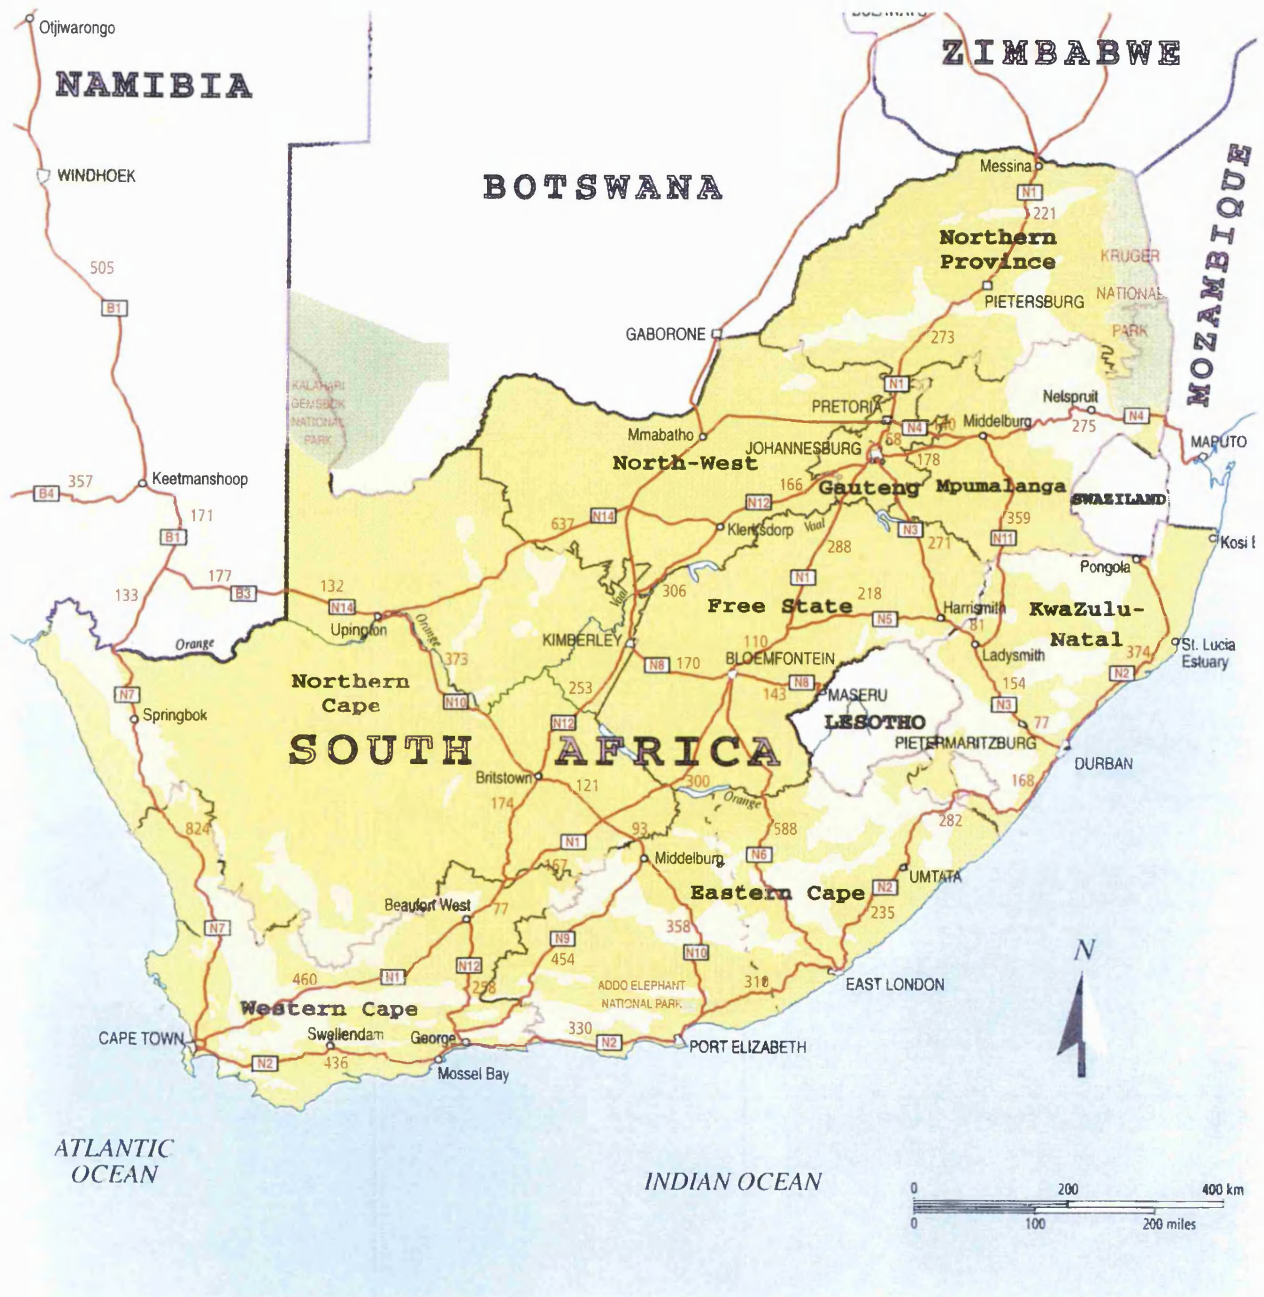 Otjiwarongo
ZIMBABWE
NAMIBIA
WINDHOEK
BOTSWANA
MOZAMBIQUE
Messina
N1
221
Northern
Province
KRUGER
NATIONAL
PARK
505
B1
PIETERSBURG
GABORONE
273
KALAHARI
GEMSBOK
NATIONAL
PARK
N1
PRETORIA
Nelspruit
N4
275
N4
Middelburg
Mmabatho
JOHANNESBURG
68
178
MAPUTO
North-West
357
B4
Keetmanshoop
166
Gauteng
Mpumalanga
SWAZILAND
N12
171
N14
637
Klerksdorp
Vaal
359
N3
271
N11
B1
288
Kosi
Pongola
177
B3
133
132
N14
Upington
Orange
306
Vaal
N1
Free State
218
N5
Harrismith
81
KwaZulu-
Natal
Orange
KIMBERLEY
110
BLOEMFONTEIN
Ladysmith
St. Lucia
Estuary
374
N2
373
N8
170
N8
143
MASERU
154
Northern
Cape
N10
253
N12
N7
Springbok
LESOTHO
N3
77
PIETERMARITZBURG
SOUTH AFRICA
DURBAN
Britstown
121
300
Orange
168
174
282
824
93
588
N1
167
Middelburg
N6
UMTATA
Eastern Cape
N2
235
Beaufort West
77
N7
358
N9
454
N10
N
460
N1
N12
258
ADDO ELEPHANT
NATIONAL PARK
EAST LONDON
Western Cape
CAPE TOWN
Swellendam
George
330
N2
PORT ELIZABETH
N2
436
Mossel Bay
ATLANTIC
OCEAN
INDIAN OCEAN
0 200 400 km
0 100 200 miles